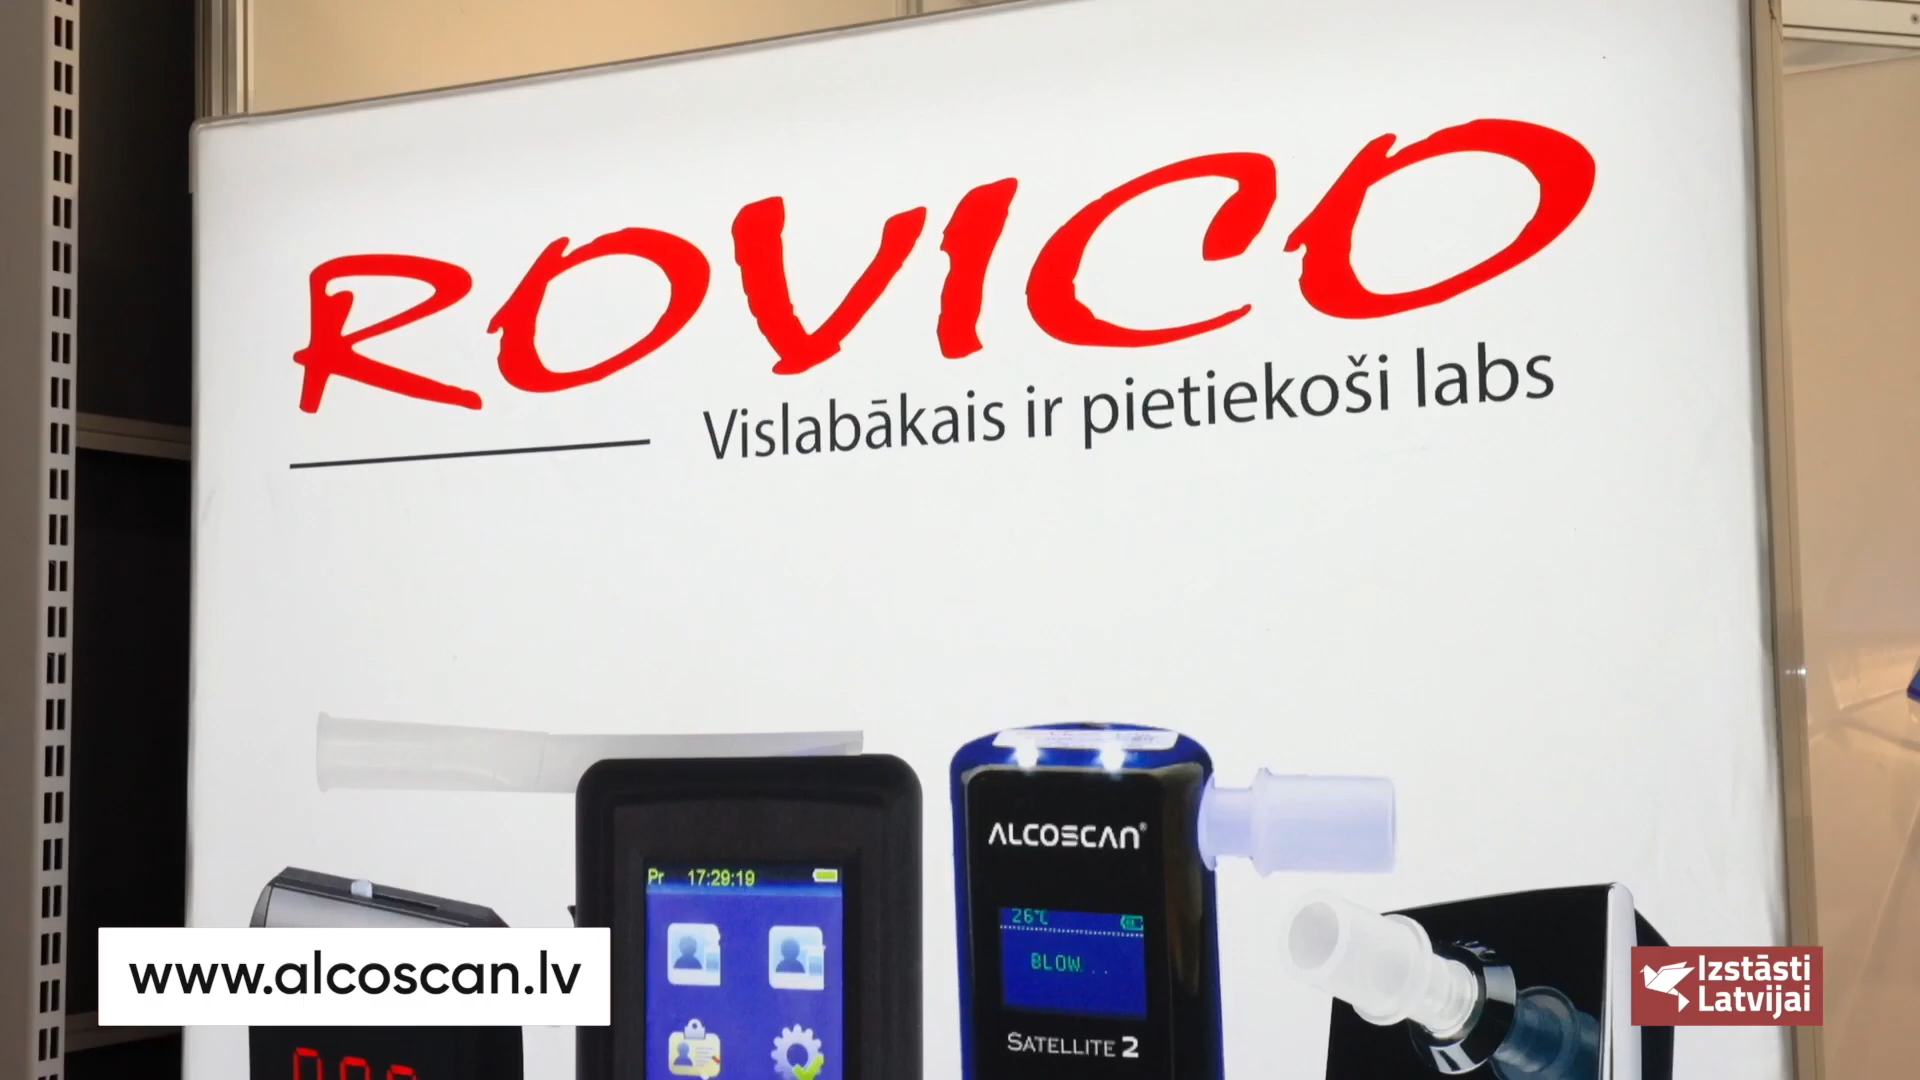 ROVICO
Vislabākais ir pietiekoši labs
ALCOSCAN®
Pr 17:29:19
26℃
BLOW . .
SATELLITE 2
www.alcoscan.lv
Izstāsti
Latvijai